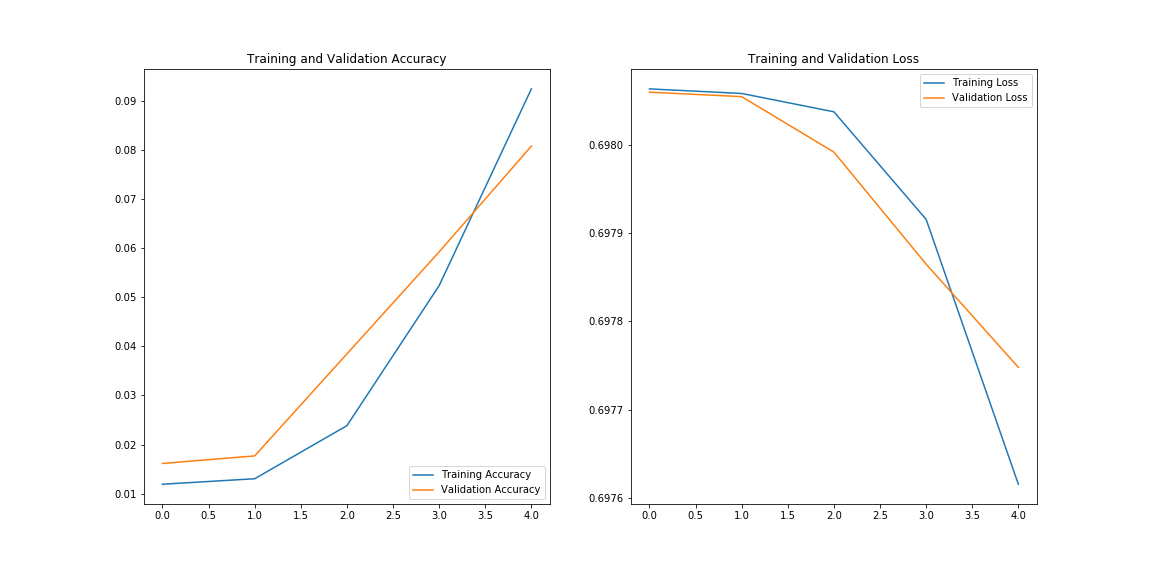 Training and Validation Accuracy
0.09
0.08
0.07
0.06
0.05
0.04
0.03
0.02
0.01
0.0 0.5 1.0 1.5 2.0 2.5 3.0 3.5 4.0
Training Accuracy
Validation Accuracy
Training and Validation Loss
Training Loss
Validation Loss
0.6980
0.6979
0.6978
0.6977
0.6976
0.0 0.5 1.0 1.5 2.0 2.5 3.0 3.5 4.0